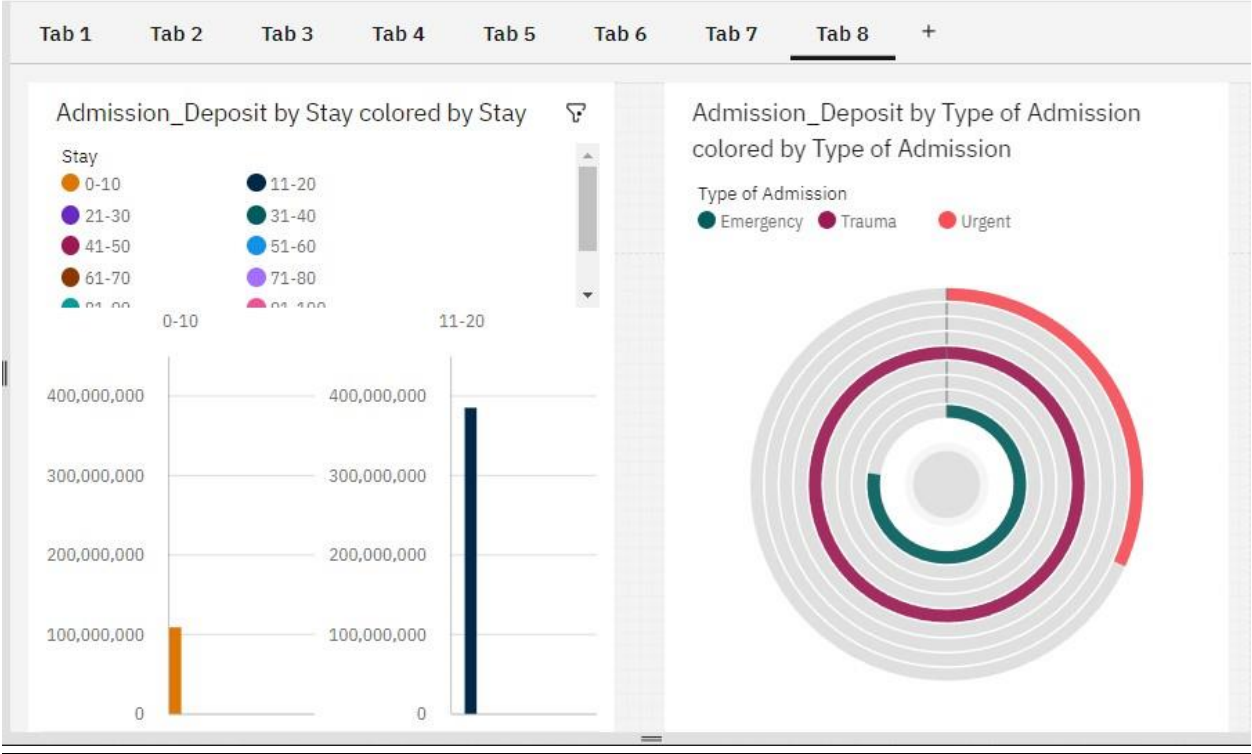 Tab 1 Tab 2 Tab 3 Tab 4 Tab 5 Tab 6 Tab 7 Tab 8 +
Admission_Deposit by Stay colored by Stay
Stay
0-10 11-20
21-30 31-40
41-50 51-60
61-70 71-80
0-10 11-20
400,000,000 400,000,000
300,000,000 300,000,000
200,000,000 200,000,000
100,000,000 100,000,000
0 0
Admission_Deposit by Type of Admission
colored by Type of Admission
Type of Admission
Emergency Trauma Urgent